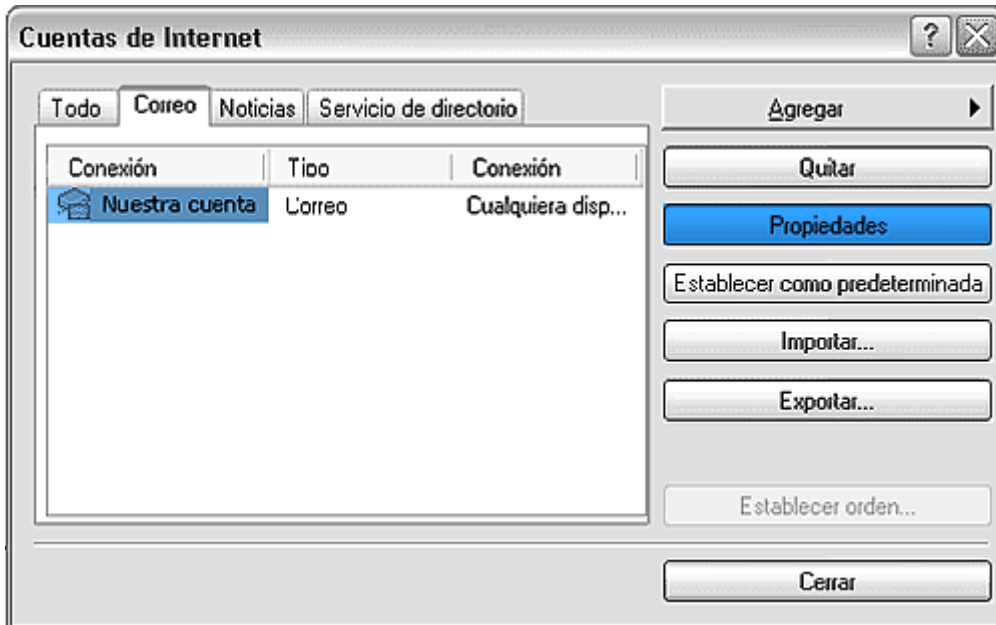 Cuentas de Internet
Todo Correo Noticias Servicio de directorio
Conexión Tipo Conexión
Nuestra cuenta Correo Cualquiera disp...
Agregar
Quitar
Propiedades
Establecer como predeterminada
Importar...
Exportar...
Establecer orden...
Cerrar